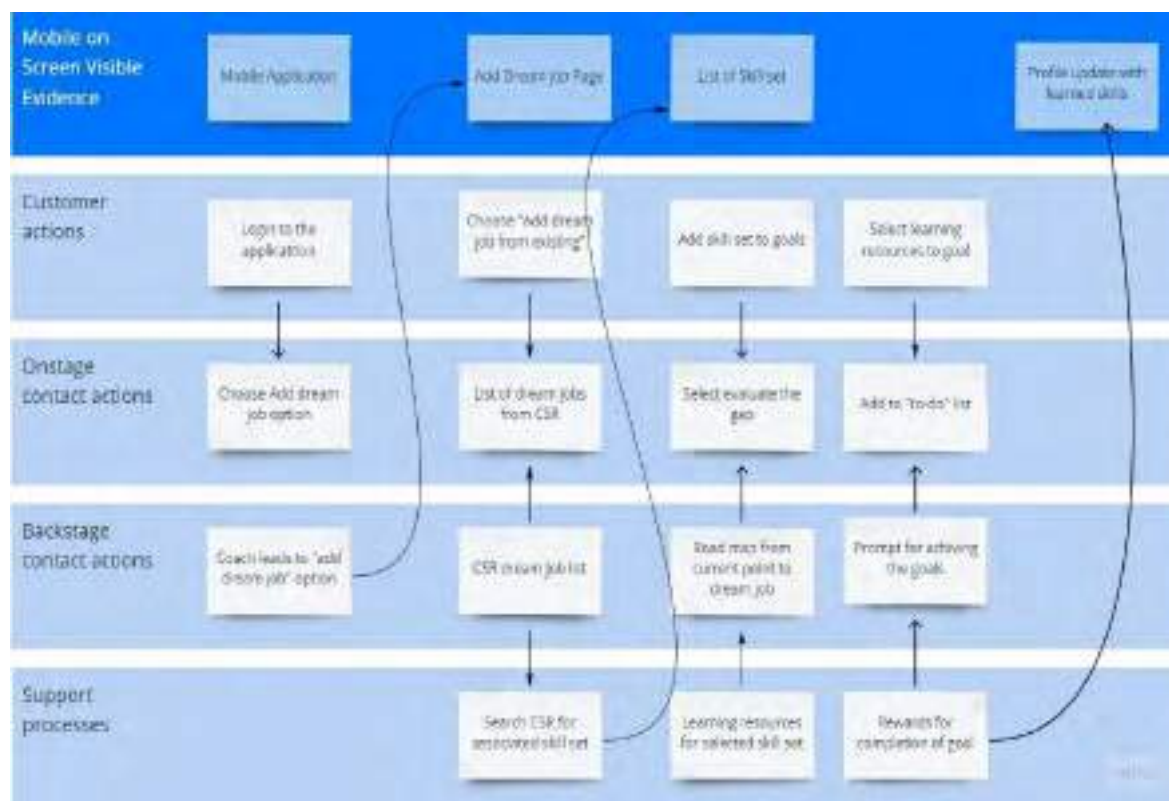 Mobile on
Screen Visible
Evidence
Mobile Application
Add Dream Job Page
List of Skill set
Profile update with
learned skills
Customer
actions
Login to the
application
Choose "add dream
job from existing"
Add skill set to goals
Select learning
resources to goal
Onstage
contact actions
Choose Add dream
job option
List of dream jobs
from CSR
Select evaluate the
gap
Add to "to-do" list
Backstage
contact actions
Coach leads to "add
dream job" option
CSR dream job list
Road map from
current point to
dream job
Prompt for achiving
the goals
Support
processes
Search CSR for
associated skill set
Learning resources
for selected skill set
Rewards for
completion of goal